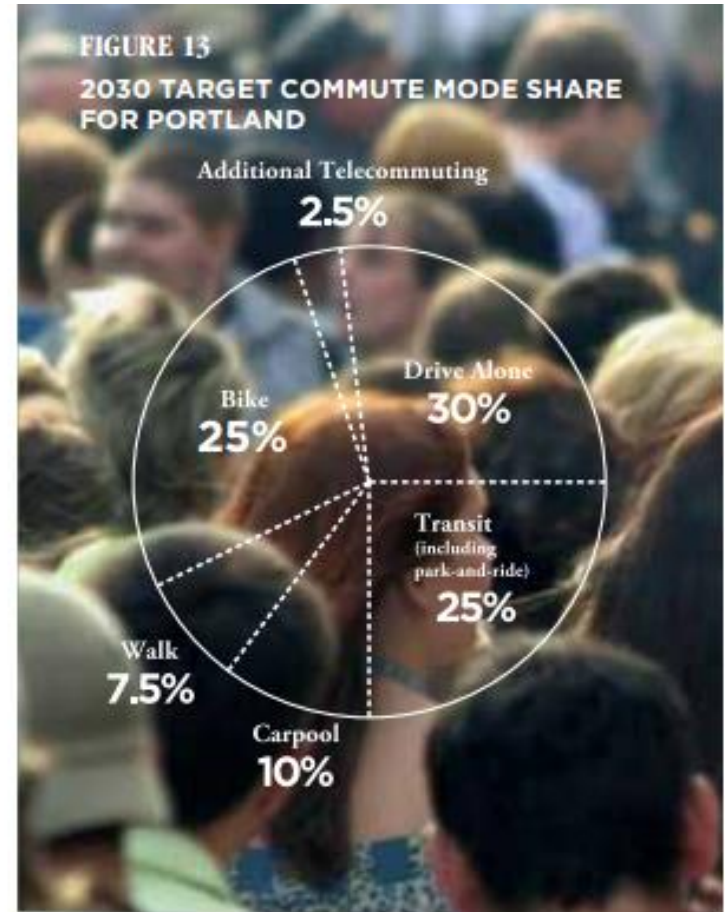 FIGURE 13
2030 TARGET COMMUTE MODE SHARE
FOR PORTLAND
Additional Telecommuting
2.5%
Drive Alone
30%
Bike
25%
Transit
(including
park-and-ride)
25%
Walk
7.5%
Carpool
10%